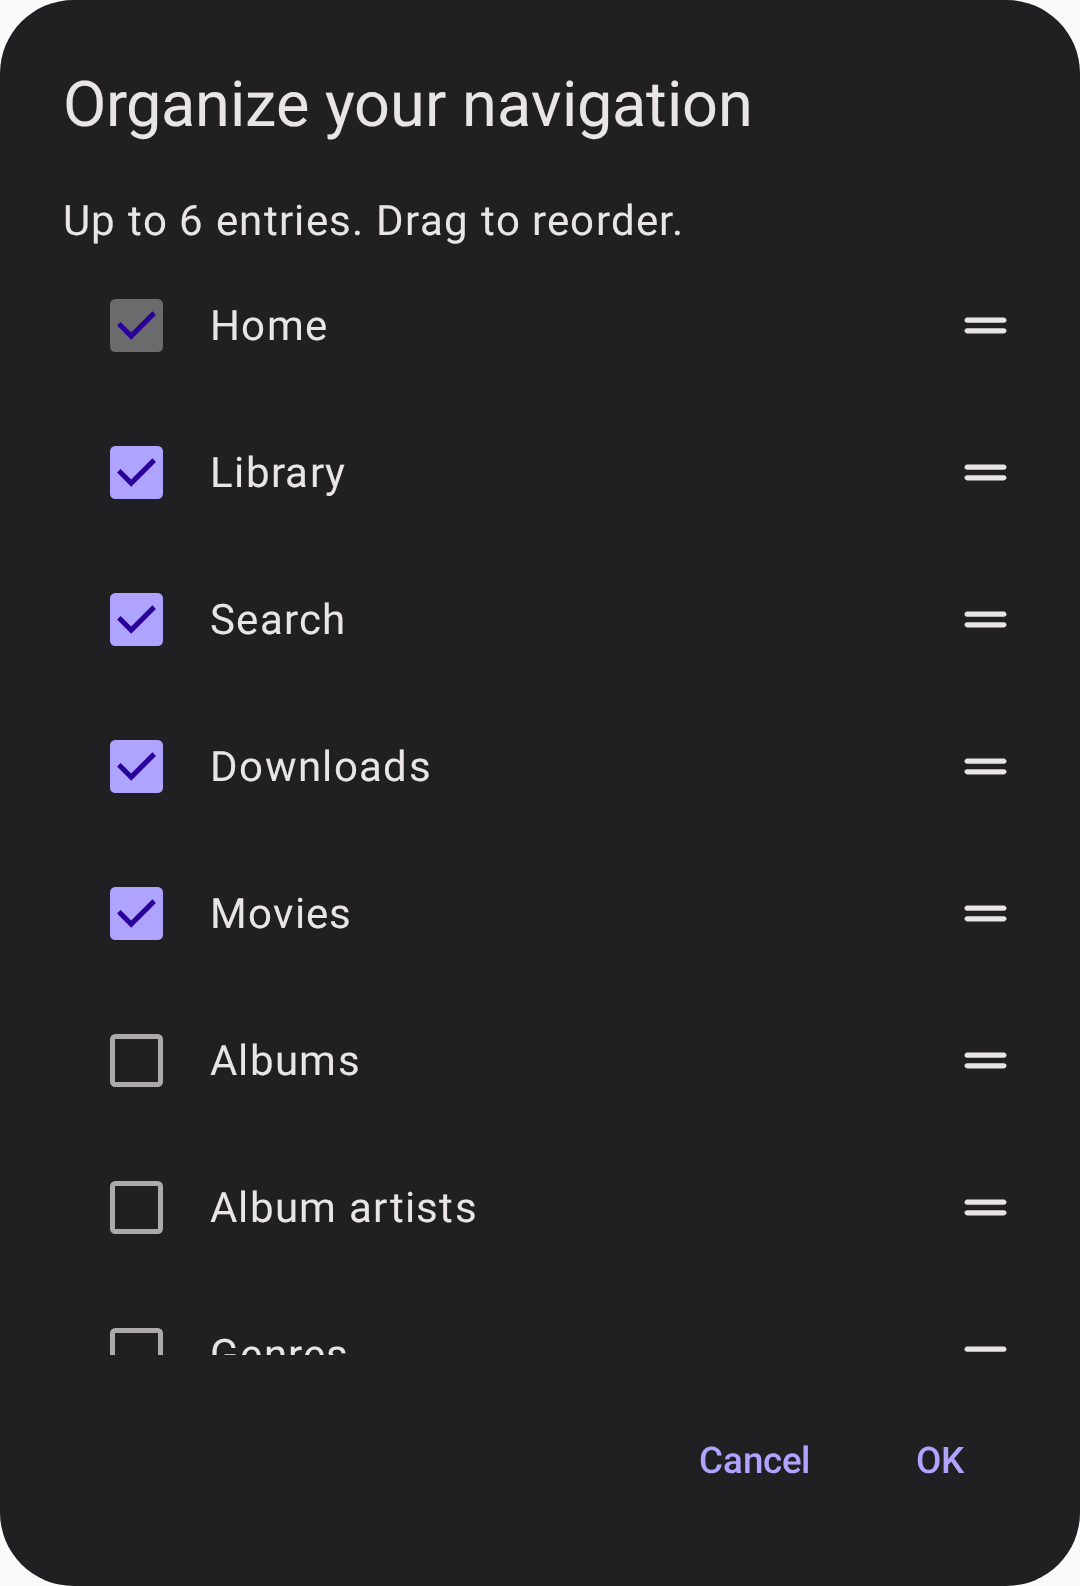 Organize your navigation
Up to 6 entries. Drag to reorder.
Home
Library
Search
Downloads
Movies
Albums
Album artists
Genres
Cancel
OK